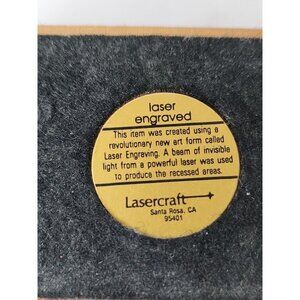 laser
engraved
This item was created using a
revolutionary new art form called
Laser Engraving. A beam of invisible
light from a powerful laser was used
to produce the recessed areas.
Lasercraft
Santa Rosa, CA
95401